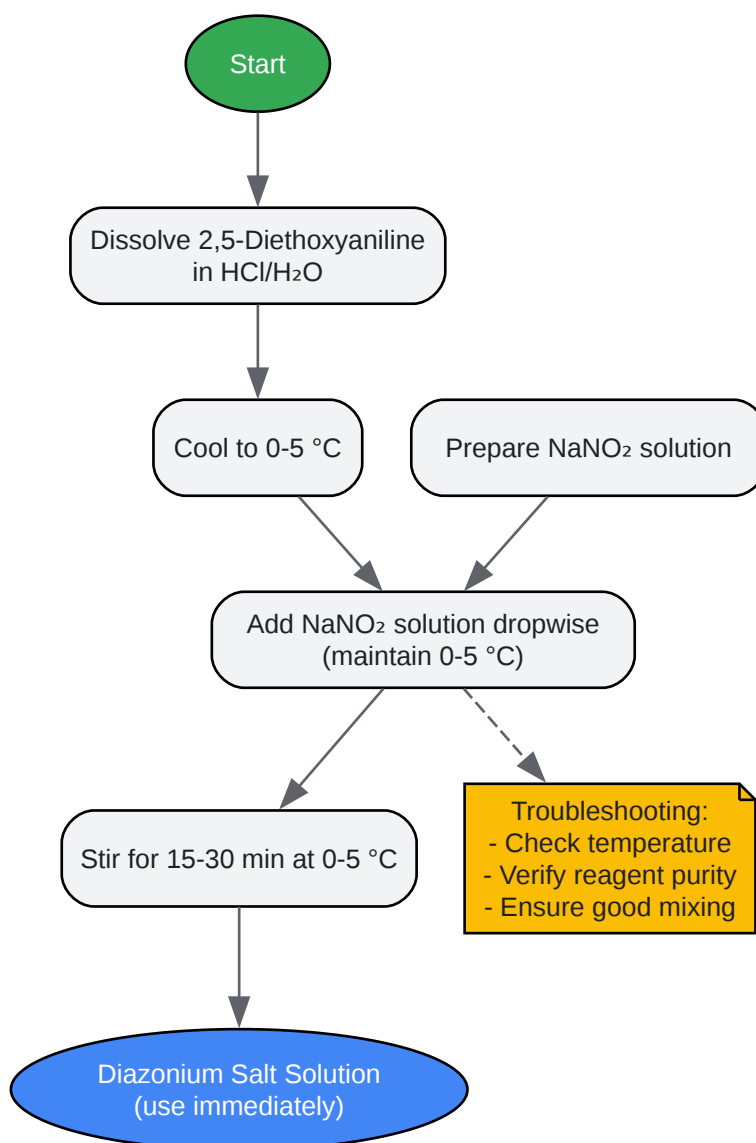 Start
Dissolve 2,5-Diethoxyaniline
in HCl/H₂O
Cool to 0-5 °C
Prepare NaNO₂ solution
Add NaNO₂ solution dropwise
(maintain 0-5 °C)
Stir for 15-30 min at 0-5 °C
Troubleshooting:
- Check temperature
- Verify reagent purity
- Ensure good mixing
Diazonium Salt Solution
(use immediately)